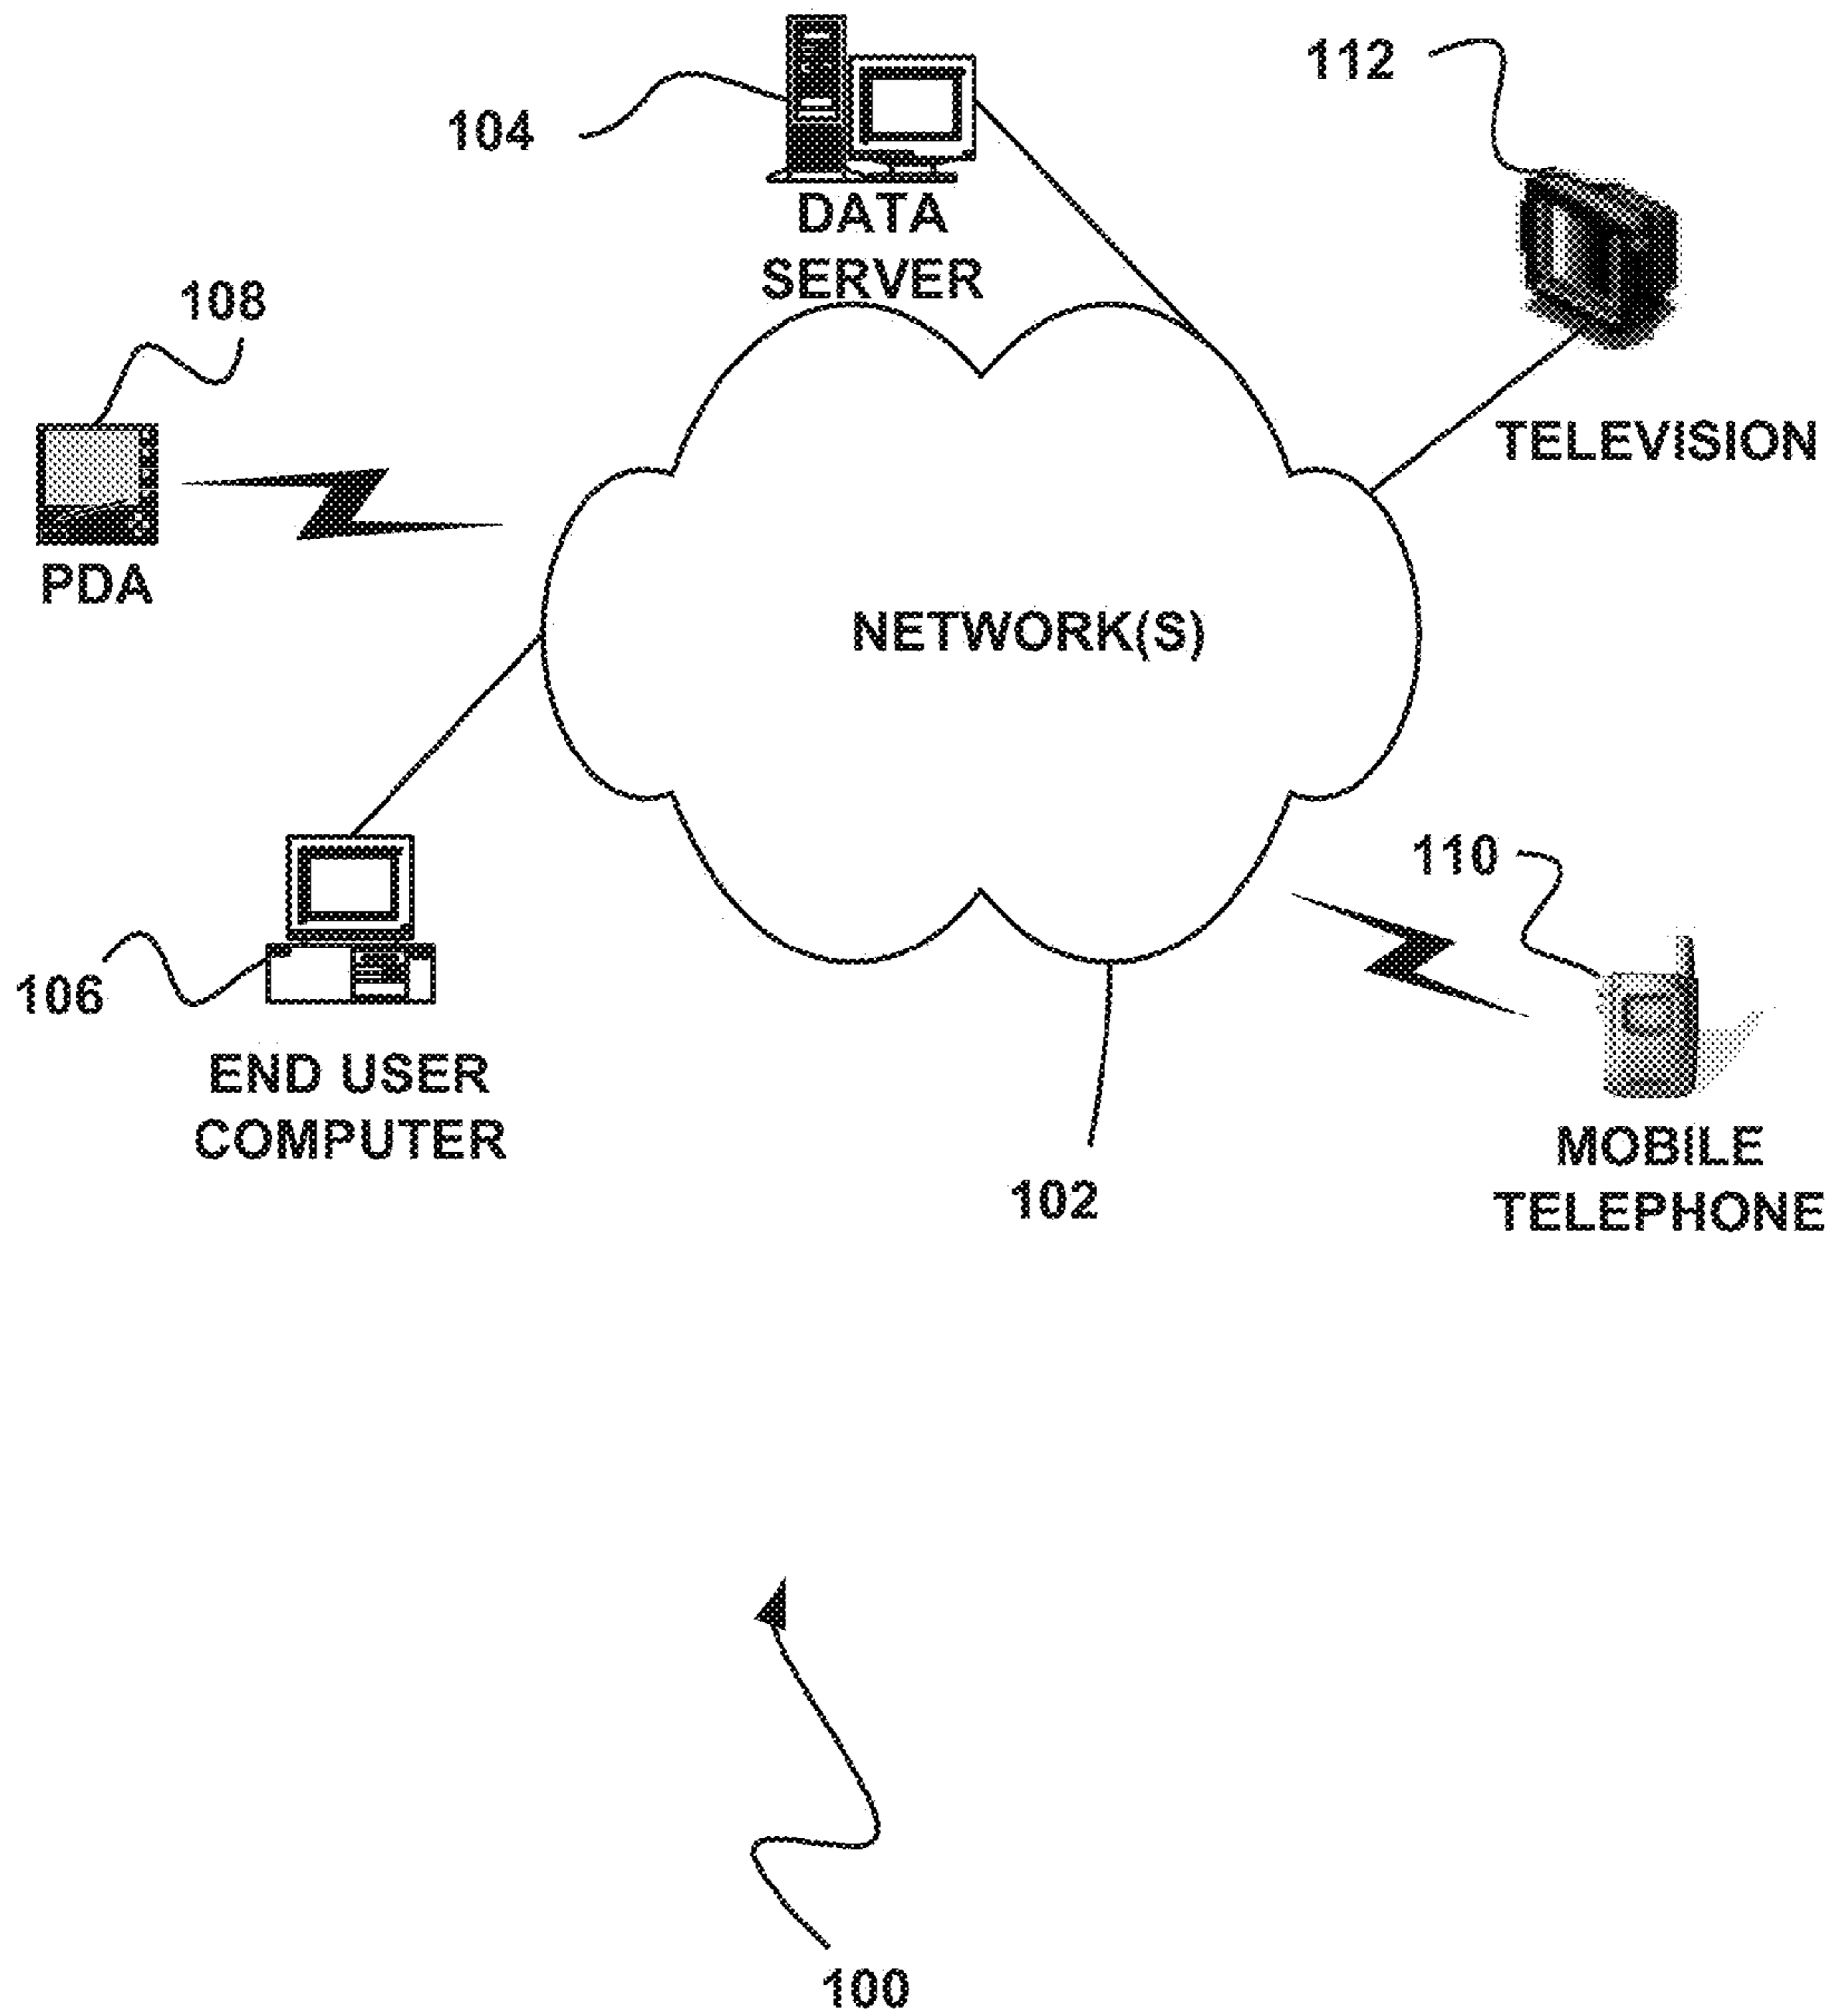 112
104
DATA
SERVER
108
TELEVISION
PDA
NETWORK(S)
110
106
END USER
COMPUTER
MOBILE
TELEPHONE
102
100